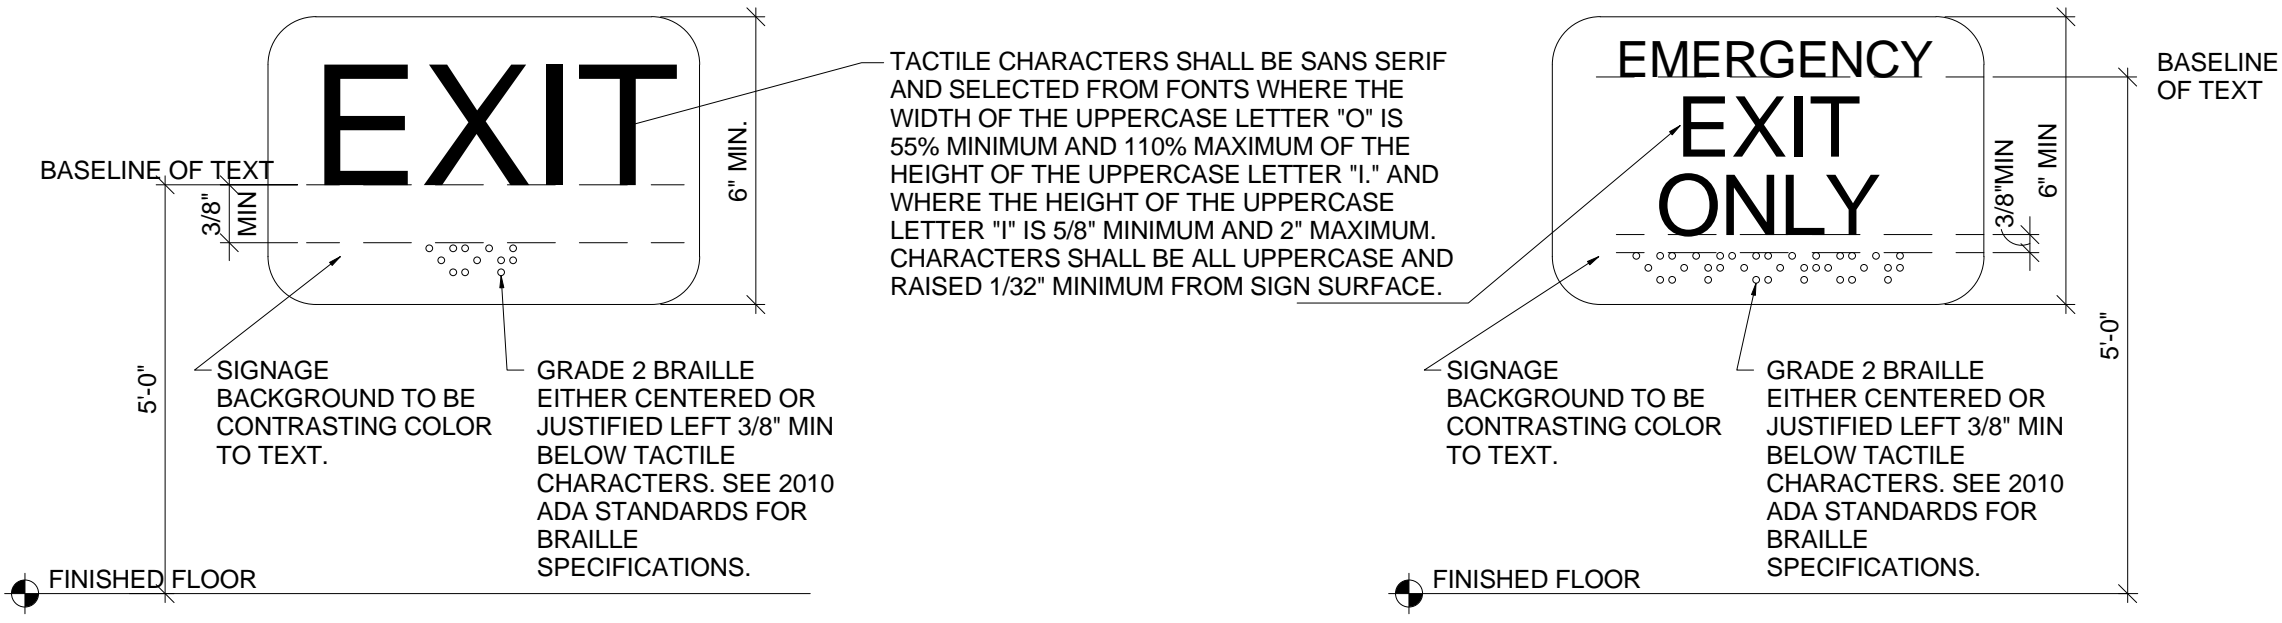 EXIT
BASELINE OF TEXT
3/8"
MIN
6" MIN.
5'-0"
SIGNAGE
BACKGROUND TO BE
CONTRASTING COLOR
TO TEXT.
GRADE 2 BRAILLE
EITHER CENTERED OR
JUSTIFIED LEFT 3/8" MIN
BELOW TACTILE
CHARACTERS. SEE 2010
ADA STANDARDS FOR
BRAILLE
SPECIFICATIONS.
FINISHED FLOOR
TACTILE CHARACTERS SHALL BE SANS SERIF
AND SELECTED FROM FONTS WHERE THE
WIDTH OF THE UPPERCASE LETTER "O" IS
55% MINIMUM AND 110% MAXIMUM OF THE
HEIGHT OF THE UPPERCASE LETTER "I." AND
WHERE THE HEIGHT OF THE UPPERCASE
LETTER "I" IS 5/8" MINIMUM AND 2" MAXIMUM.
CHARACTERS SHALL BE ALL UPPERCASE AND
RAISED 1/32" MINIMUM FROM SIGN SURFACE.
EMERGENCY
EXIT
ONLY
BASELINE
OF TEXT
3/8"MIN
6" MIN
5'-0"
SIGNAGE
BACKGROUND TO BE
CONTRASTING COLOR
TO TEXT.
GRADE 2 BRAILLE
EITHER CENTERED OR
JUSTIFIED LEFT 3/8" MIN
BELOW TACTILE
CHARACTERS. SEE 2010
ADA STANDARDS FOR
BRAILLE
SPECIFICATIONS.
FINISHED FLOOR